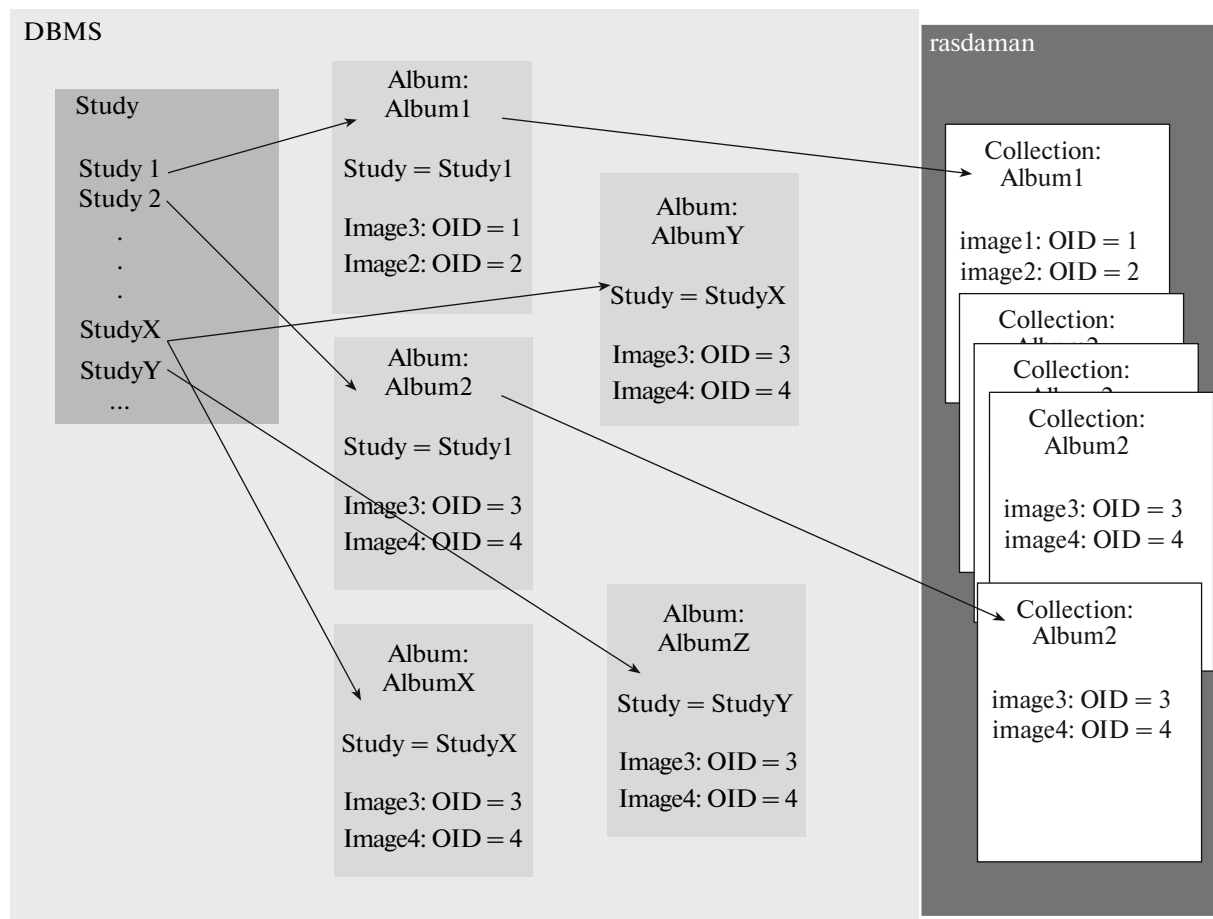 DBMS
Study
Study 1
Study 2
.
.
.
StudyX
StudyY
...
Album:
Album1
Study = Study1
Image3: OID = 1
Image2: OID = 2
Album:
AlbumY
Study = StudyX
Image3: OID = 3
Image4: OID = 4
Album:
Album2
Study = Study1
Image3: OID = 3
Image4: OID = 4
Album:
AlbumX
Study = StudyX
Image3: OID = 3
Image4: OID = 4
Album:
AlbumZ
Study = StudyY
Image3: OID = 3
Image4: OID = 4
rasdaman
Collection:
Album1
image1: OID = 1
image2: OID = 2
Collection:
Collection:
Collection:
Album2
image3: OID = 3
image4: OID = 4
Collection:
Album2
image3: OID = 3
image4: OID = 4